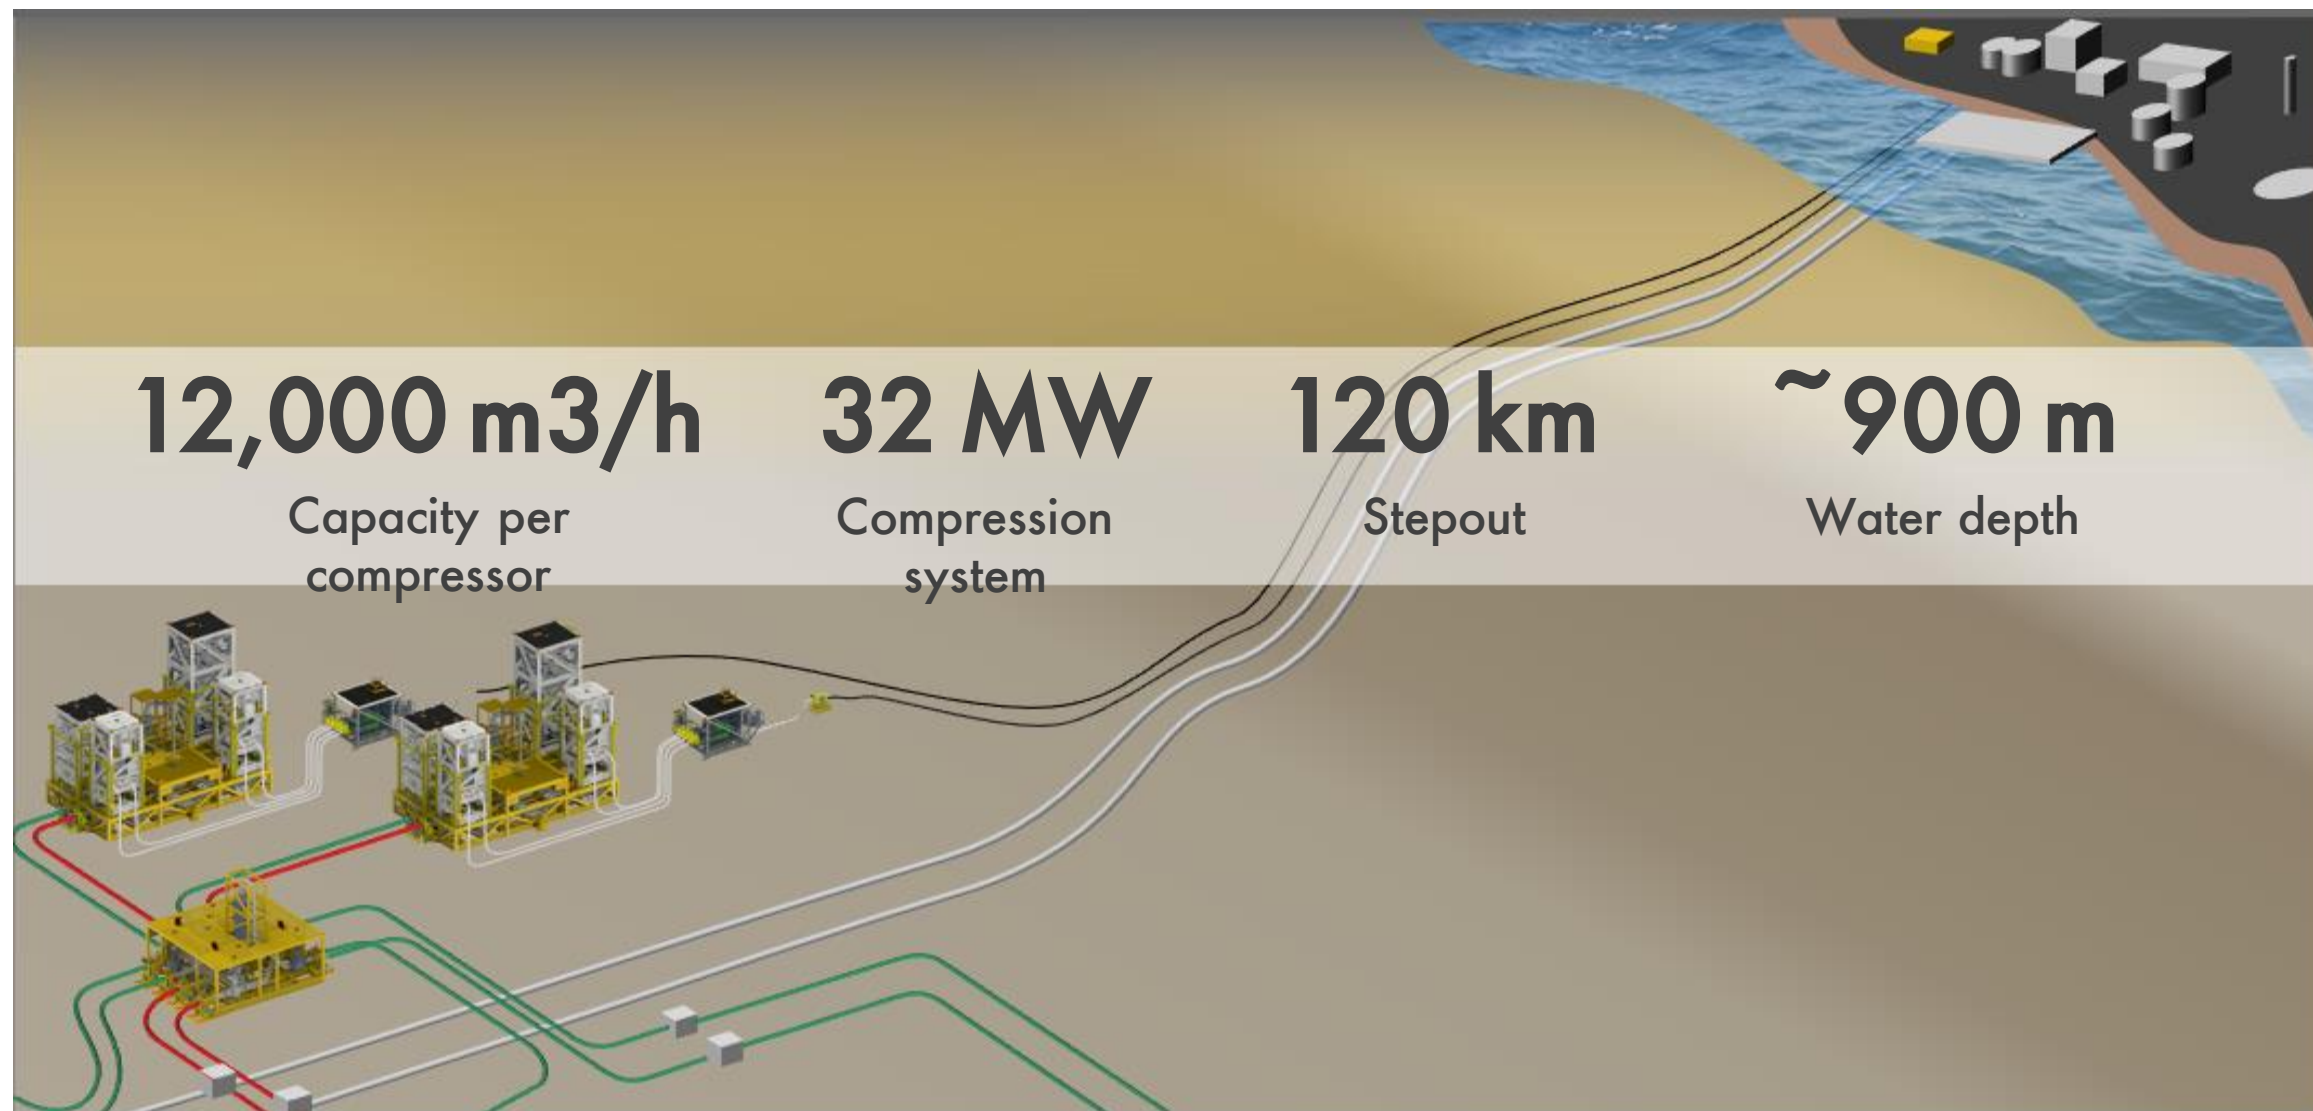 12,000 m3/h
Capacity per
compressor
32 MW
Compression
system
120 km
Stepout
~900 m
Water depth